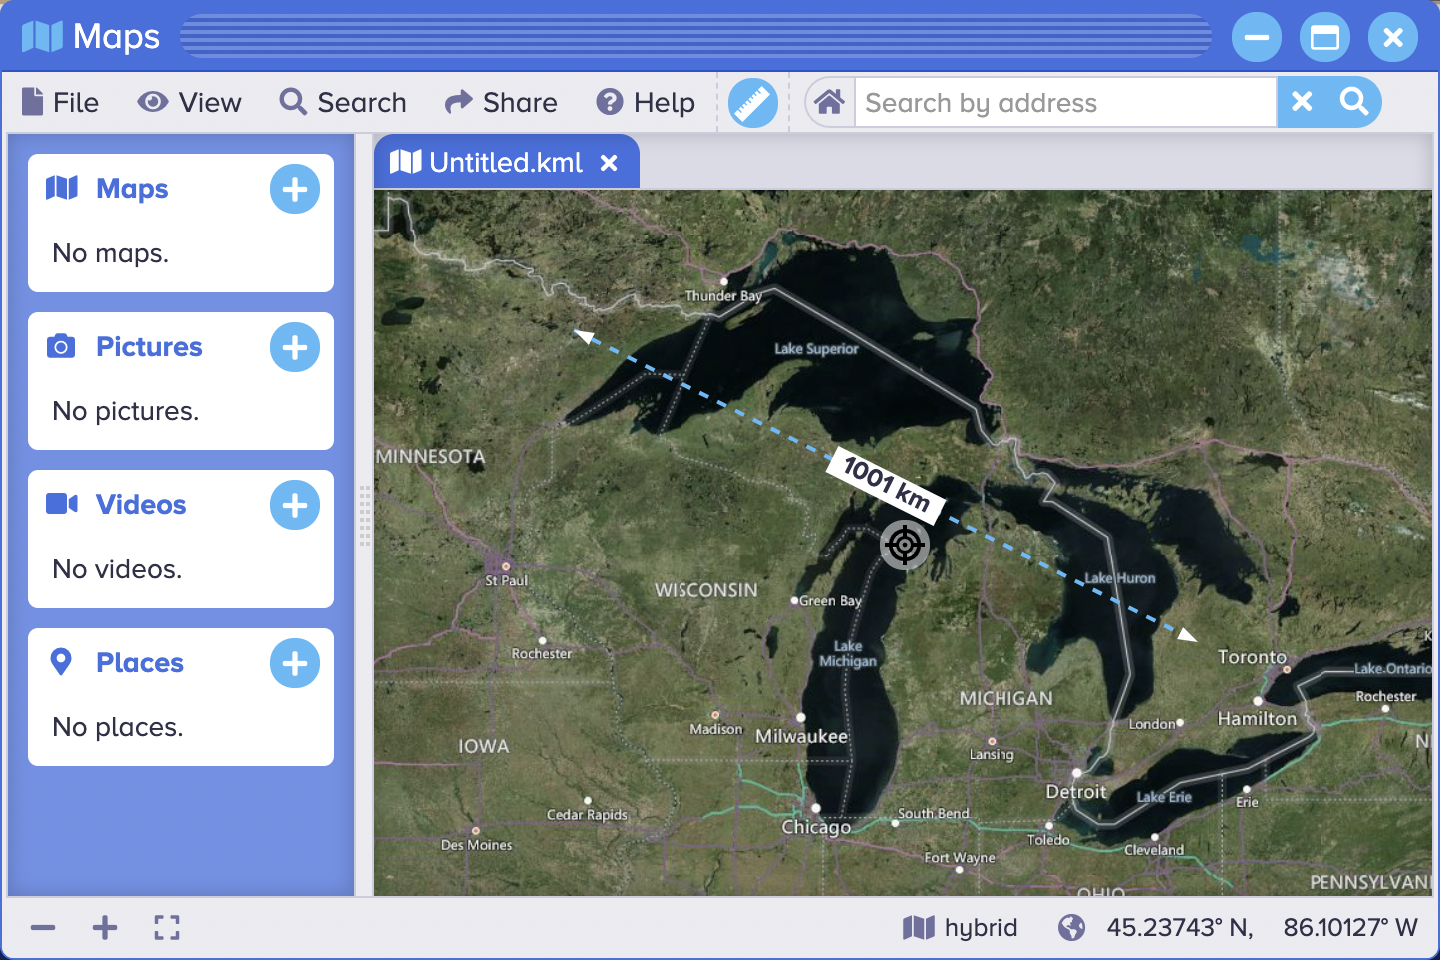 Maps
File View Search Share Help Search by address
Untitled.kml
Maps
No maps.
Pictures
No pictures.
Videos
No videos.
Places
No places.
Thunder Bay
Lake Superior
MINNESOTA
1001 km
St Paul
WISCONSIN
Green Bay
Lake Huron
Rochester
Lake
Michigan
Toronto
Lake Ontario
MICHIGAN
Rochester
Madison
Milwaukee
London
Hamilton
IOWA
Lansing
Detroit
Lake Erie
Erie
Cedar Rapids
Chicago
South Bend
Des Moines
Toledo
Cleveland
Fort Wayne
PENNSYLVANI
OHIO
hybrid 45.23743° N, 86.10127° W